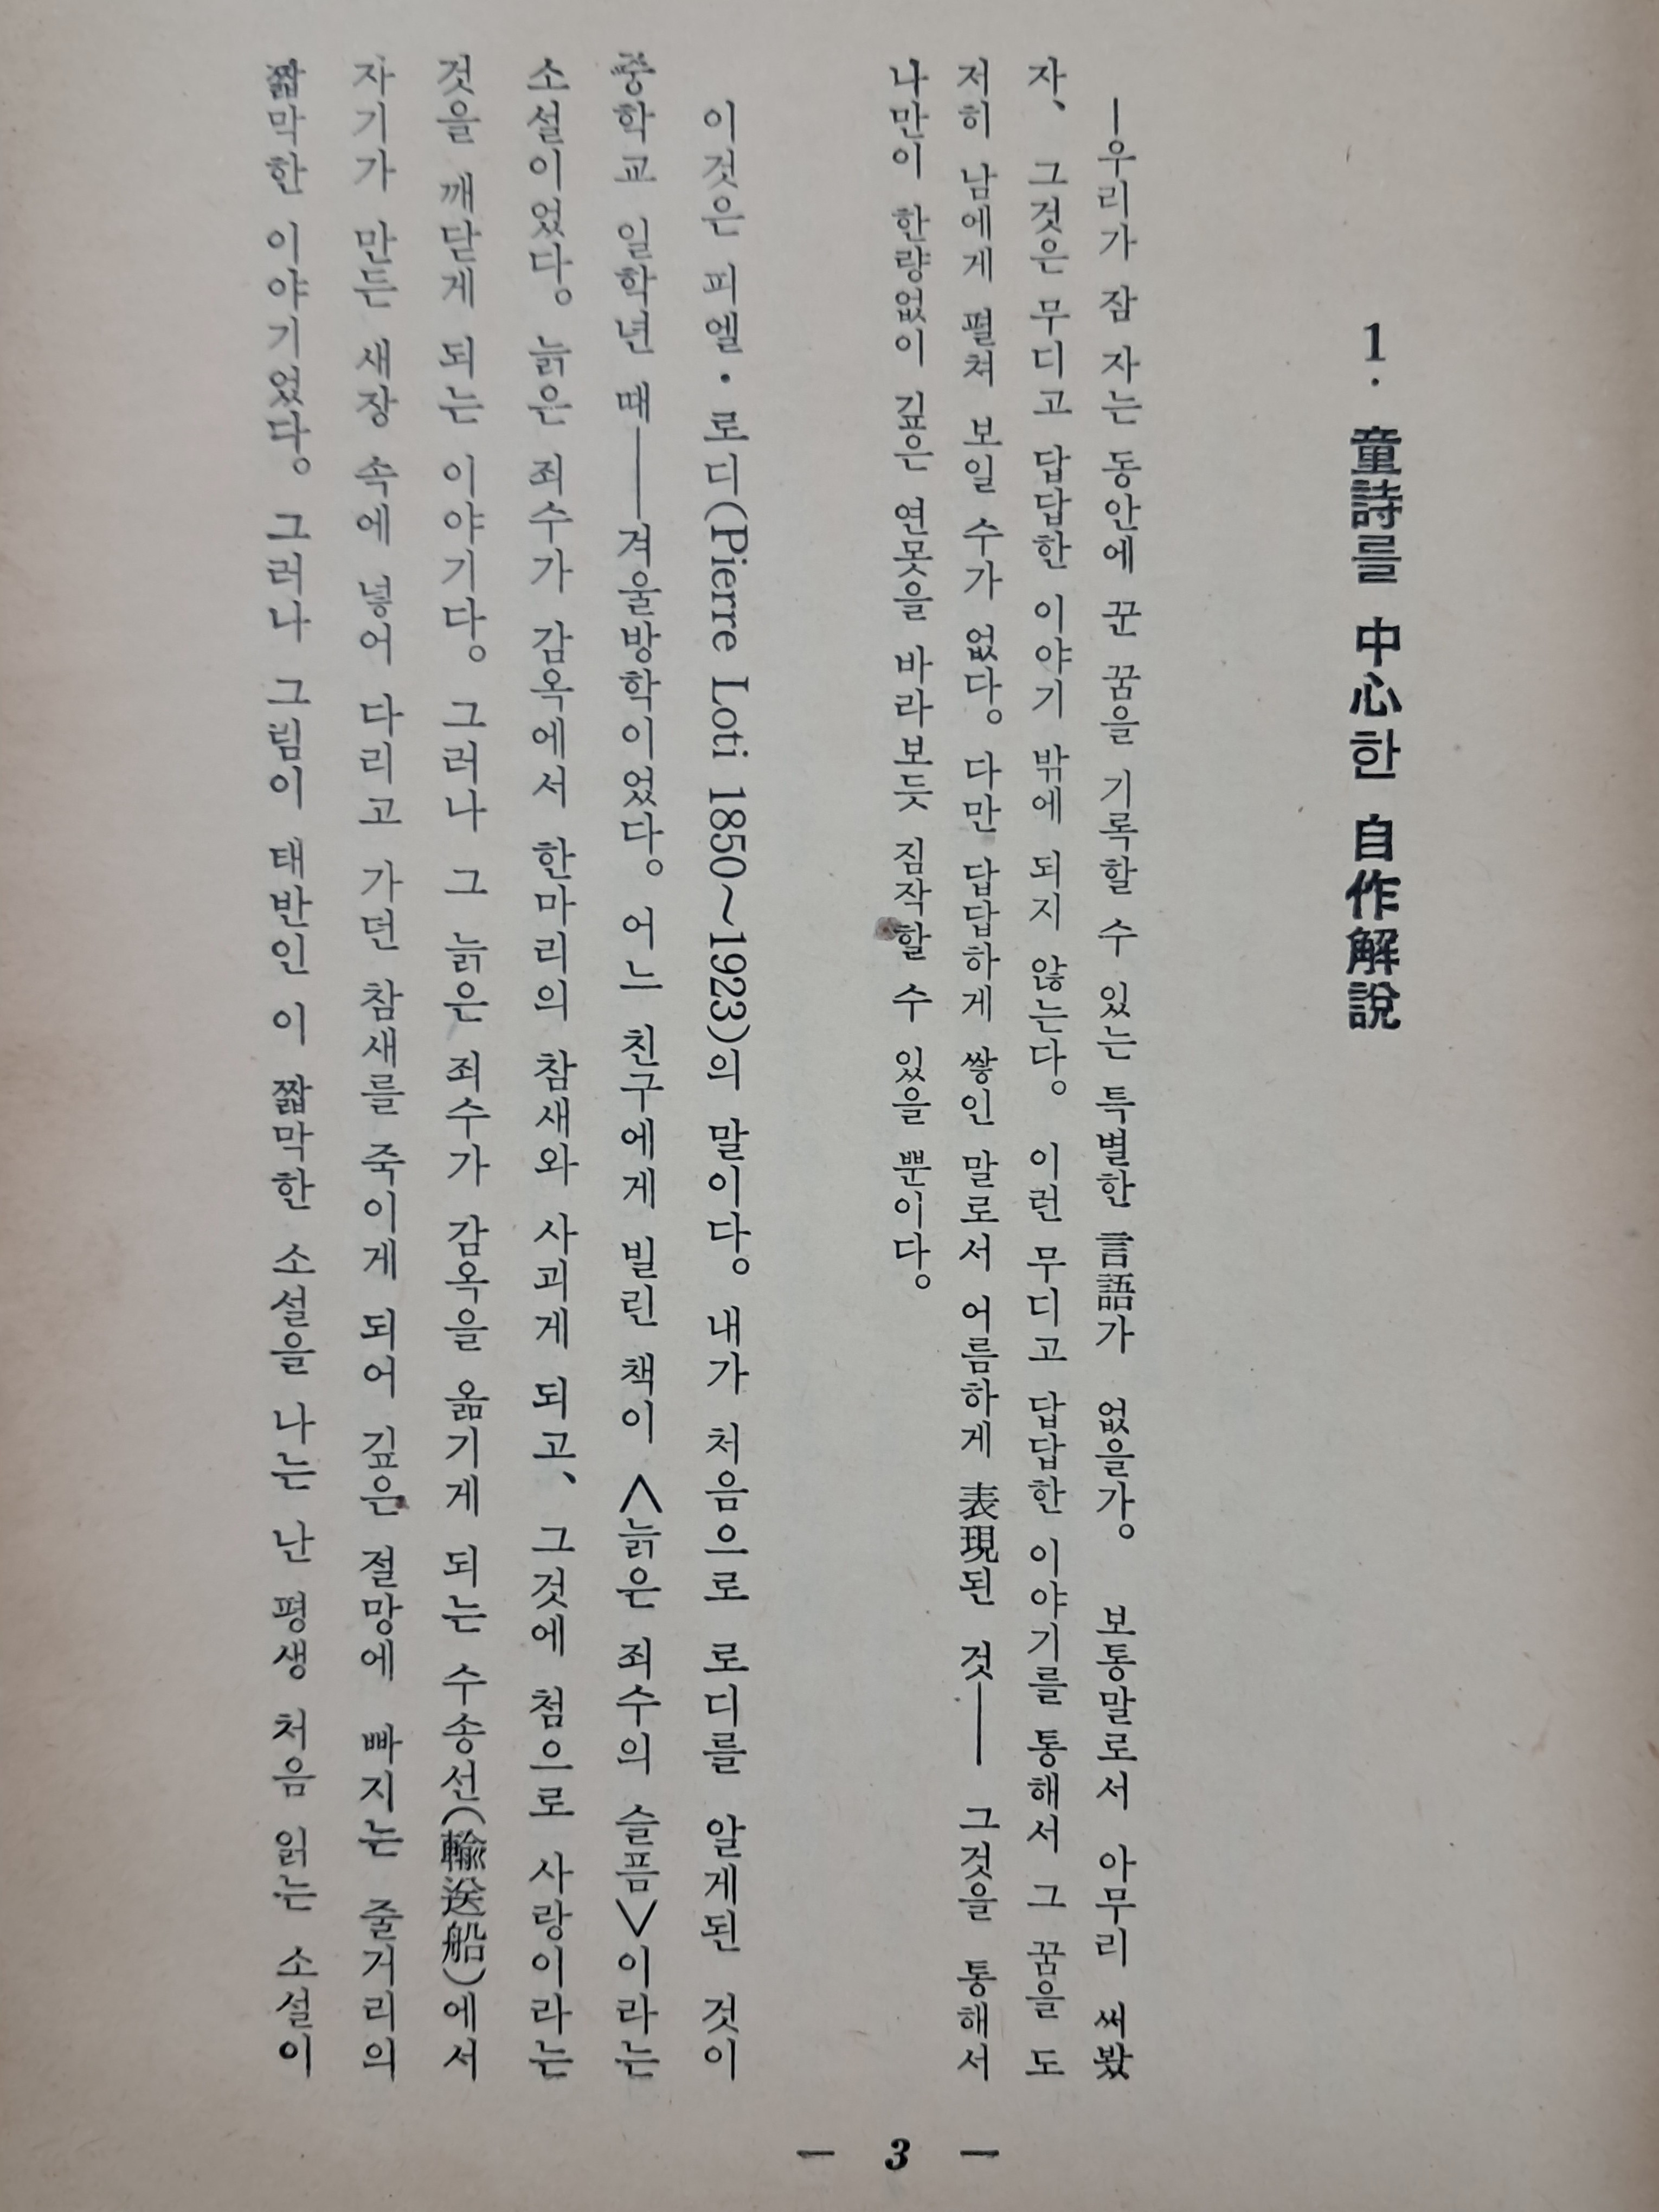 1. 童詩를 中心한 自作解說
—우리가 잠 자는 동안에 꾼 꿈을 기록할 수 있는 특별한 言語가 없을가。 보통말로서 아무리 써봤
자、 그것은 무디고 답답한 이야기 밖에 되지 않는다。 이런 무디고 답답한 이야기를 통해서 그 꿈을 도
저히 남에게 펼쳐 보일 수가 없다。 다만 답답하게 쌓인 말로서 어름하게 表現된 것—— 그것을 통해서
나만이 한량없이 깊은 연못을 바라보듯 짐작할 수 있을 뿐이다。
이것은 피엘·로디(Pierre Loti 1850~1923)의 말이다。 내가 처음으로 로디를 알게된 것이
중학교 일학년 때——겨울방학이었다。 어느 친구에게 빌린 책이 <늙은 죄수의 슬픔>이라는
소설이었다。 늙은 죄수가 감옥에서 한마리의 참새와 사괴게 되고、 그것에 첨으로 사랑이라는
것을 깨닫게 되는 이야기다。 그러나 그 늙은 죄수가 감옥을 옮기게 되는 수송선(輸送船)에서
자기가 만든 새장 속에 넣어 다리고 가던 참새를 죽이게 되어 깊은 절망에 빠지는 줄거리의
짧막한 이야기었다。 그러나 그림이 태반인 이 짧막한 소설을 나는 난 평생 처음 읽는 소설이
— 3 —